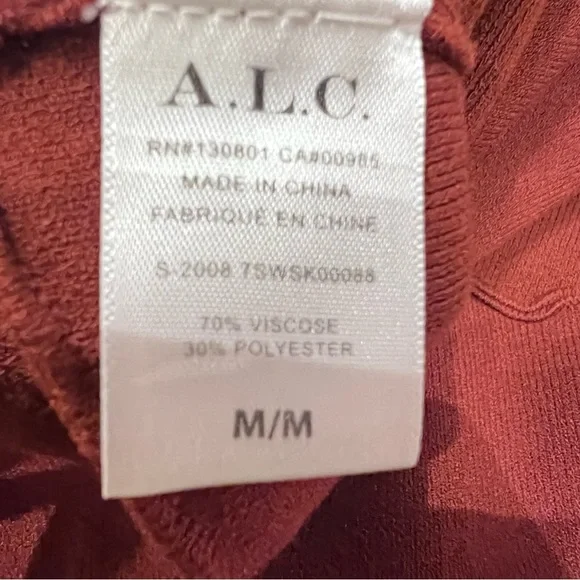 A.L.C.
RN#130801 CA#00985
MADE IN CHINA
FABRIQUÉ EN CHINE
S-2008 7SWSK00088
70% VISCOSE
30% POLYESTER
M/M